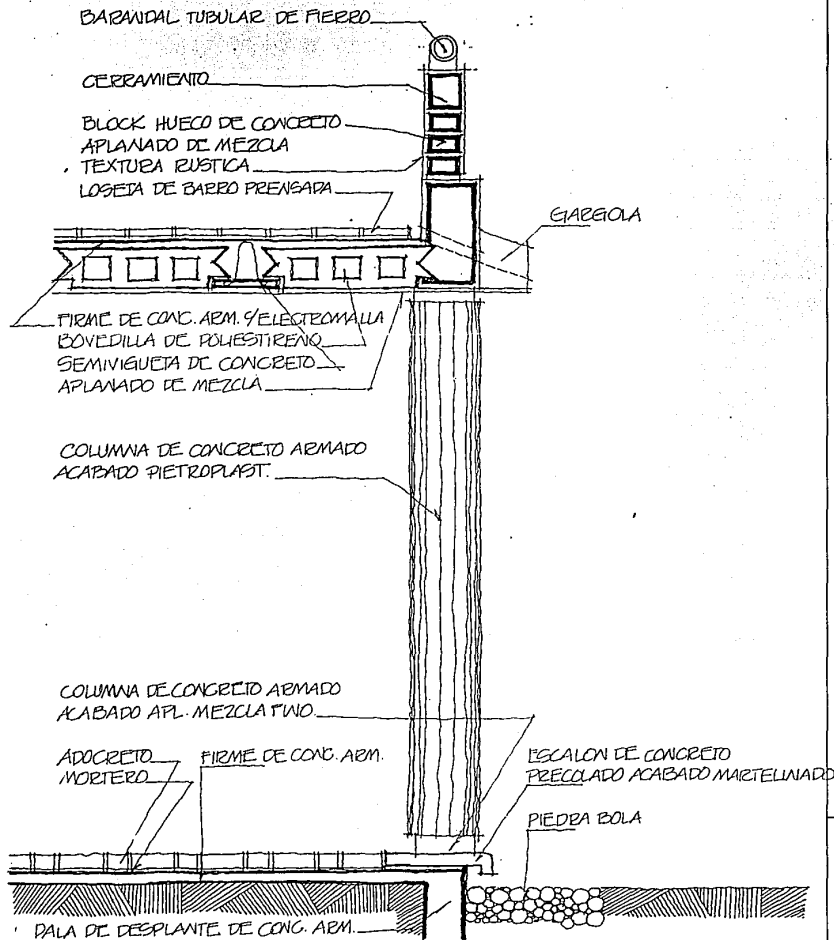 BARANDAL TUBULAR DE FIERRO
CERRAMIENTO
BLOCK HUECO DE CONCRETO
APLANADO DE MEZCLA
TEXTURA RUSTICA
LOSETA DE BARRO PRENSADA
GARGOLA
FIRME DE CONC. ARM. C/ELECTROMALLA
BOVEDILLA DE POLIESTIRENO
SEMIVIGUETA DE CONCRETO
APLANADO DE MEZCLA
COLUMNA DE CONCRETO ARMADO
ACABADO PIETROPLAST.
COLUMNA DE CONCRETO ARMADO
ACABADO APL. MEZCLA FINO
ADOCRETO
MORTERO
FIRME DE CONC. ARM.
ESCALON DE CONCRETO
PRECOLADO ACABADO MARTELINADO
PIEDRA BOLA
DALA DE DESPLANTE DE CONC. ARM.